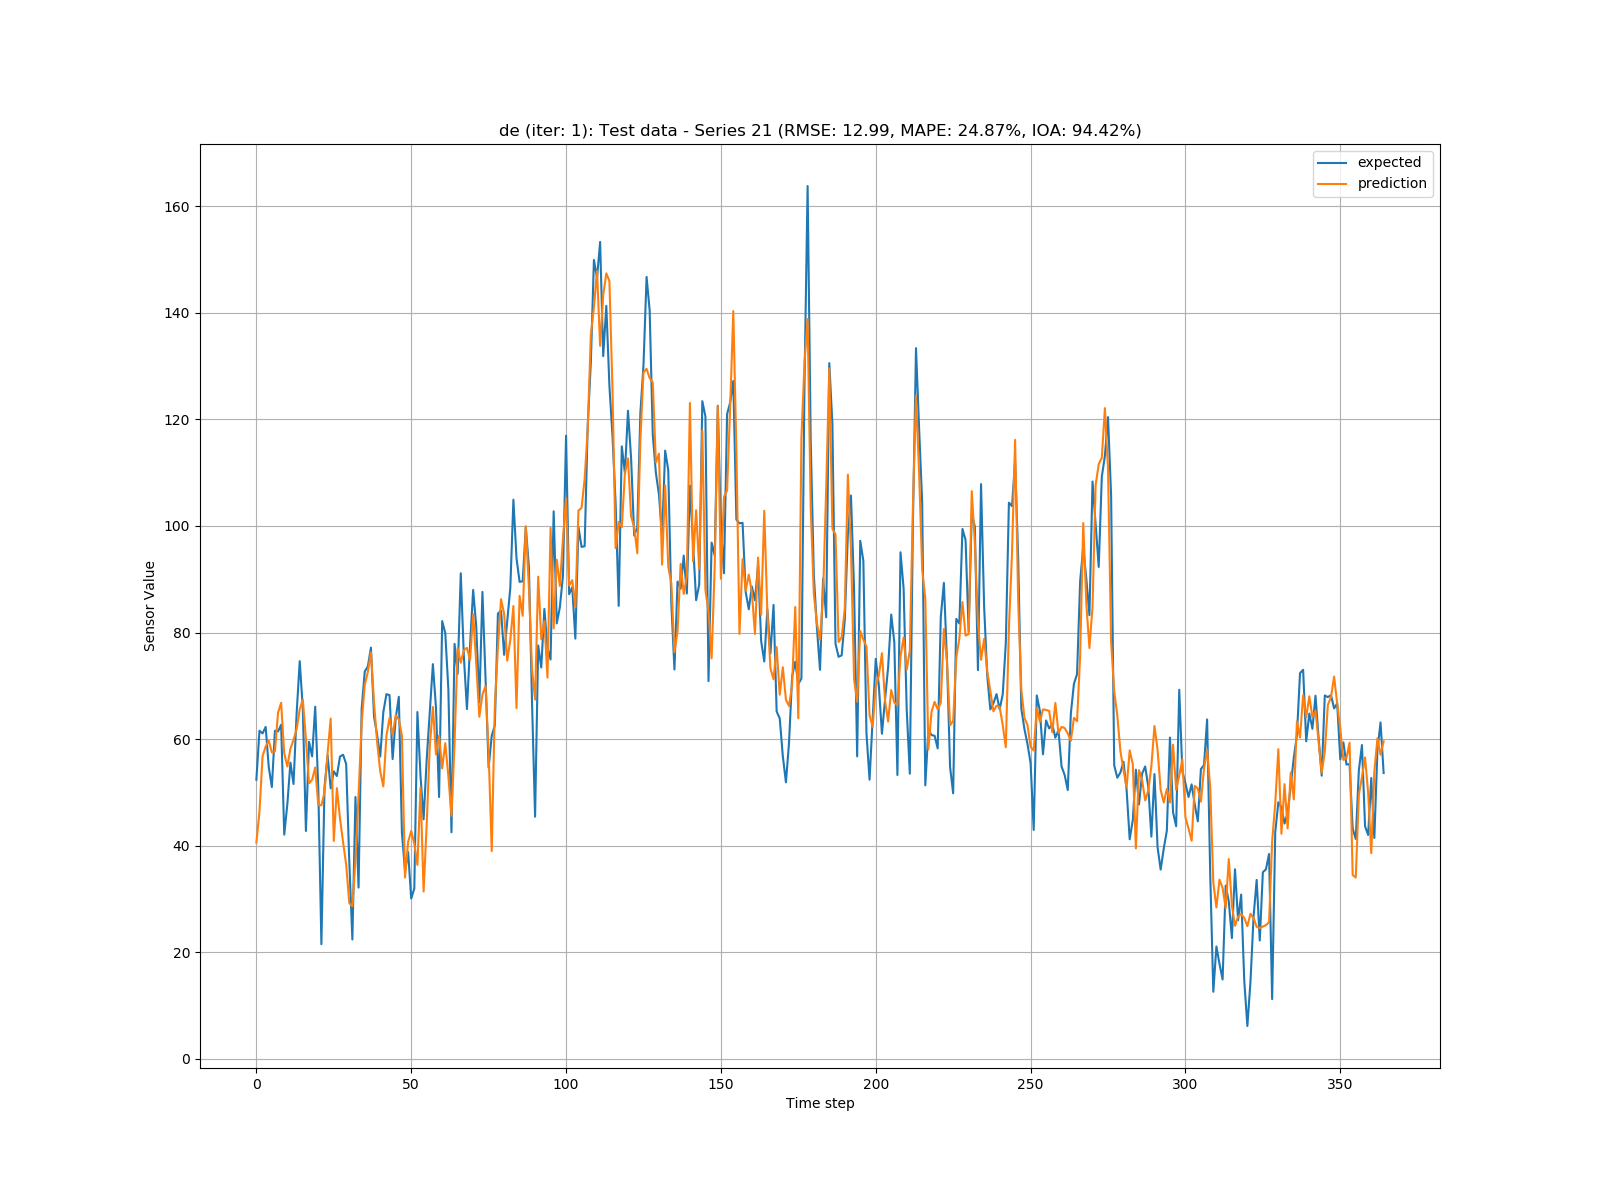 de (iter: 1): Test data - Series 21 (RMSE: 12.99, MAPE: 24.87%, IOA: 94.42%)
expected
prediction
160
140
120
100
80
60
40
20
0
Sensor Value
0 50 100 150 200 250 300 350
Time step